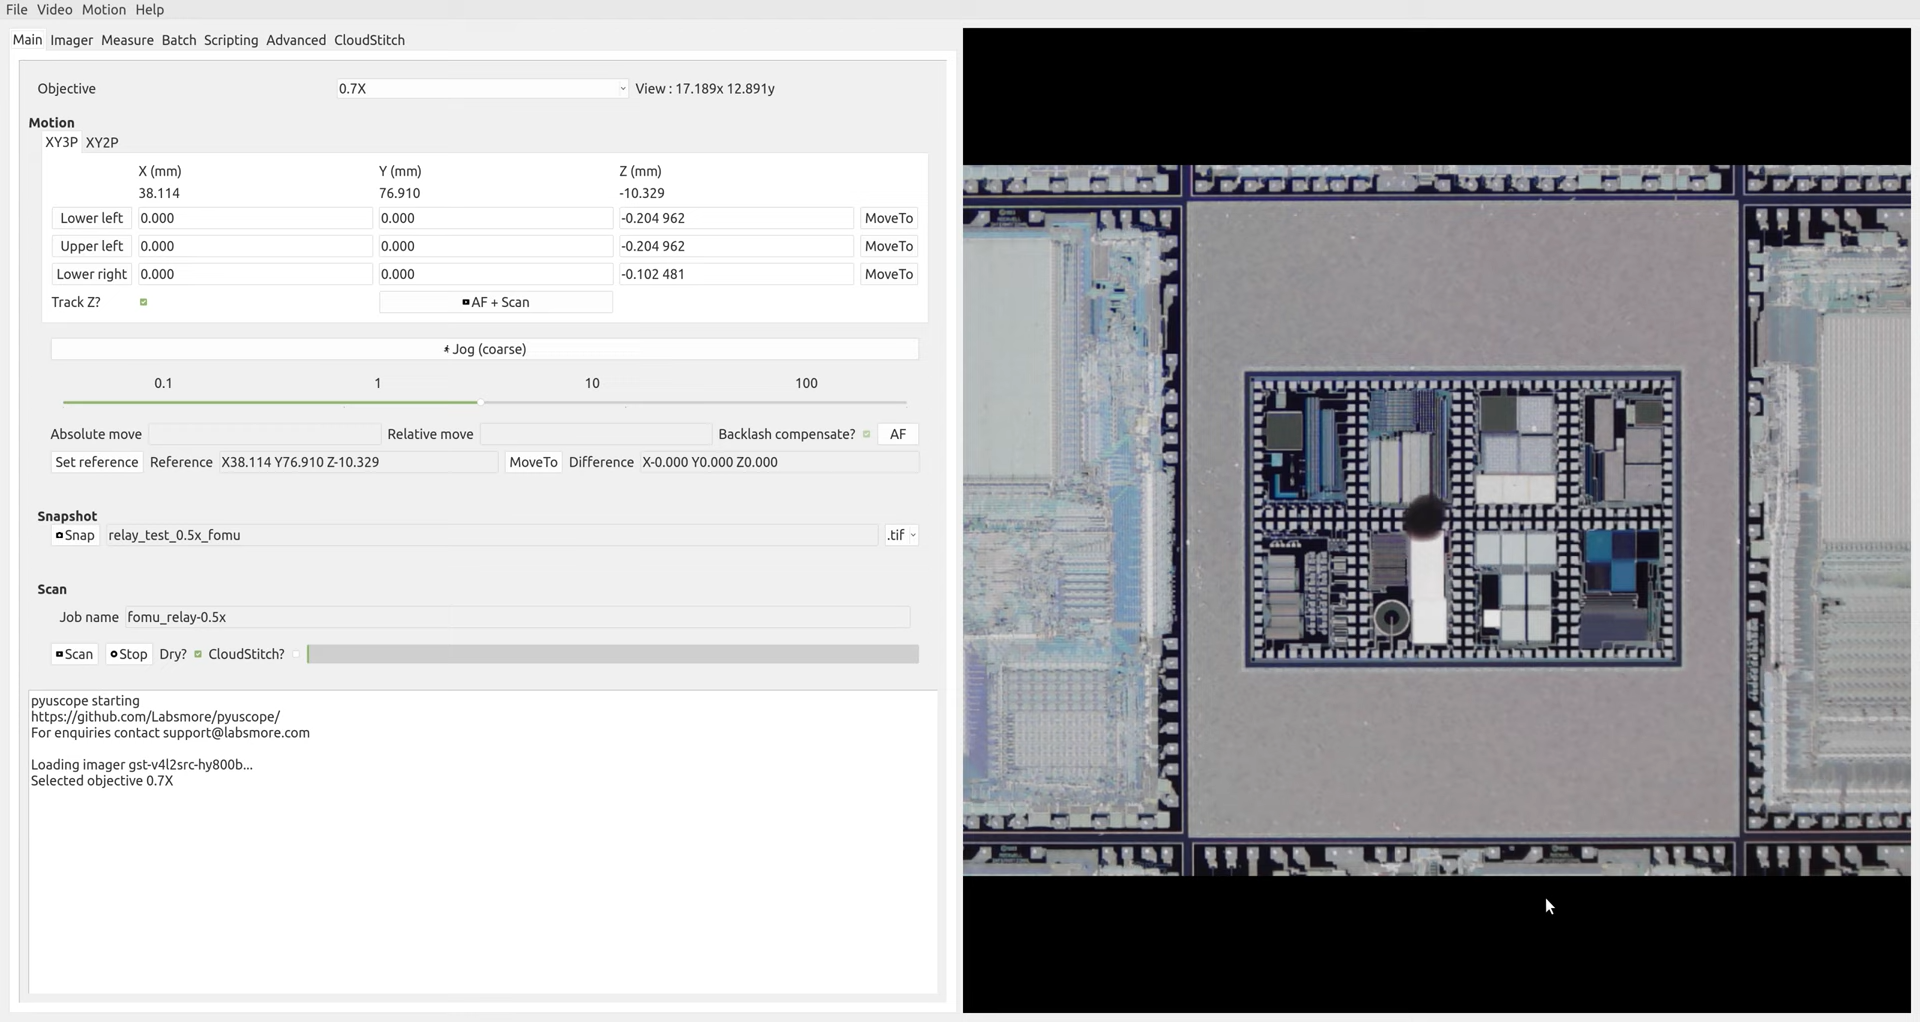 File Video Motion Help
Main Imager Measure Batch Scripting Advanced CloudStitch
Objective 0.7X View : 17.189x 12.891y
Motion
XY3P XY2P
X (mm) Y (mm) Z (mm)
38.114 76.910 -10.329
Lower left 0.000 0.000 -0.204 962 MoveTo
Upper left 0.000 0.000 -0.204 962 MoveTo
Lower right 0.000 0.000 -0.102 481 MoveTo
Track Z? AF + Scan
Jog (coarse)
0.1 1 10 100
Absolute move Relative move Backlash compensate? AF
Set reference Reference X38.114 Y76.910 Z-10.329 MoveTo Difference X-0.000 Y0.000 Z0.000
Snapshot
Snap relay_test_0.5x_fomu .tif
Scan
Job name fomu_relay-0.5x
Scan Stop Dry? CloudStitch?
pyuscope starting
https://github.com/Labsmore/pyuscope/
For enquiries contact support@labsmore.com
Loading imager gst-v4l2src-hy800b...
Selected objective 0.7X